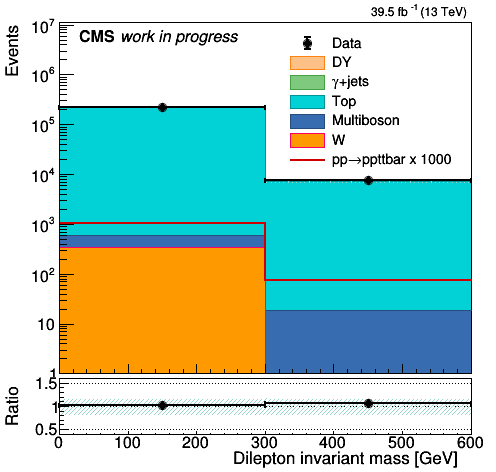 39.5 fb⁻¹ (13 TeV)
CMS work in progress
Events
10⁷
10⁶
10⁵
10⁴
10³
10²
10
1
Data
DY
γ+jets
Top
Multiboson
W
pp→ppttbar x 1000
Ratio
1.5
1
0.5
0 100 200 300 400 500 600
Dilepton invariant mass [GeV]